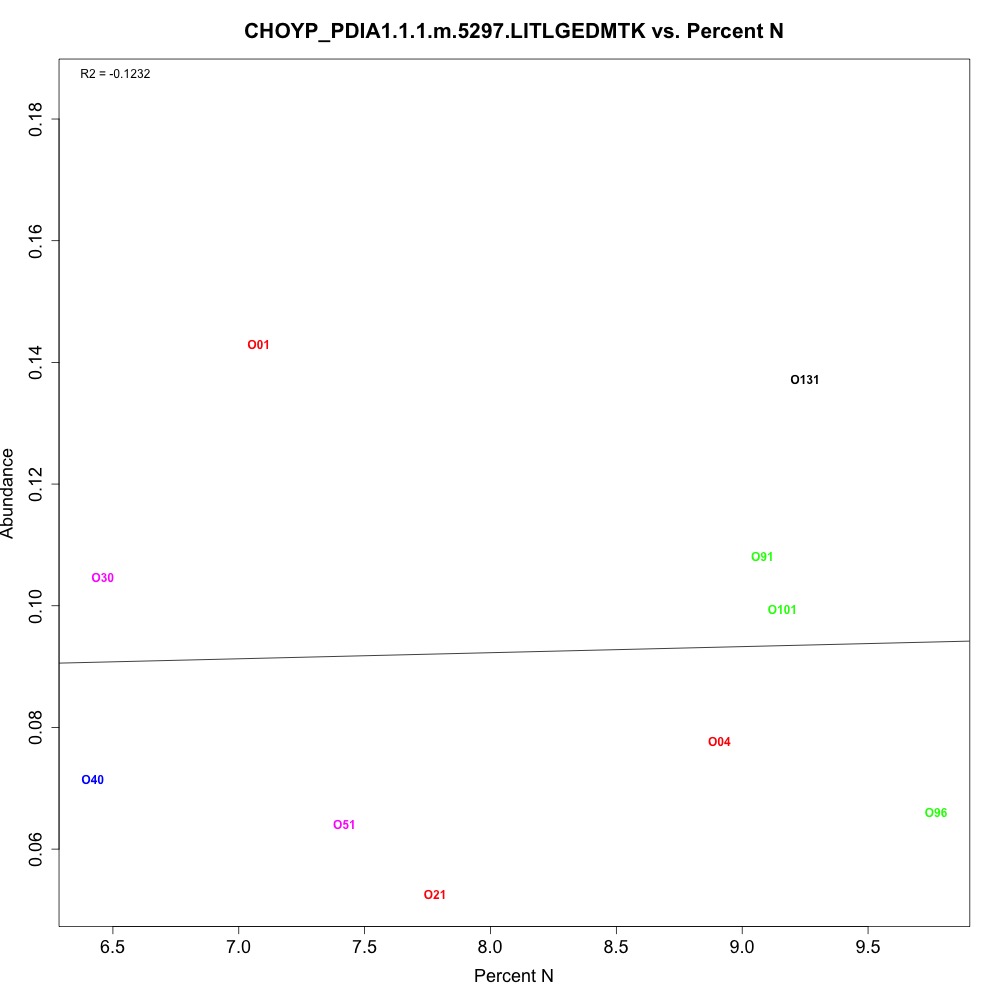 CHOYP_PDIA1.1.1.m.5297.LITLGEDMTK vs. Percent N
R2 = -0.1232
0.18
0.16
0.14
0.12
0.10
0.08
0.06
Abundance
O01
O131
O91
O30
O101
O04
O40
O96
O51
O21
6.5 7.0 7.5 8.0 8.5 9.0 9.5
Percent N